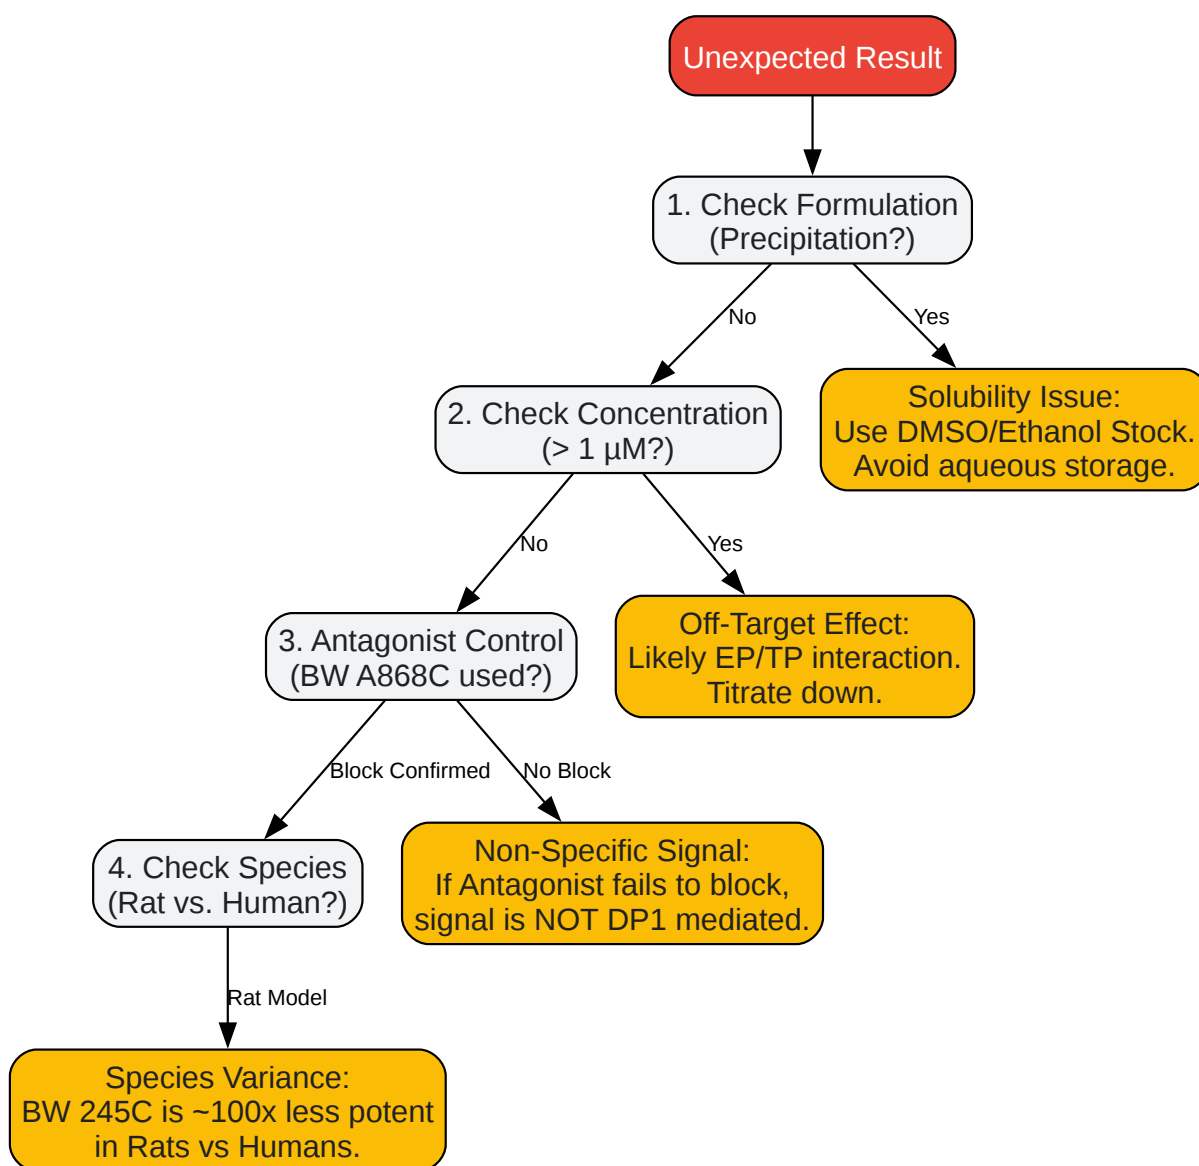 Unexpected Result
1. Check Formulation
(Precipitation?)
No
Yes
2. Check Concentration
(> 1 µM?)
Solubility Issue:
Use DMSO/Ethanol Stock.
Avoid aqueous storage.
No
Yes
3. Antagonist Control
(BW A868C used?)
Off-Target Effect:
Likely EP/TP interaction.
Titrate down.
Block Confirmed
No Block
4. Check Species
(Rat vs. Human?)
Non-Specific Signal:
If Antagonist fails to block,
signal is NOT DP1 mediated.
Rat Model
Species Variance:
BW 245C is ~100x less potent
in Rats vs Humans.